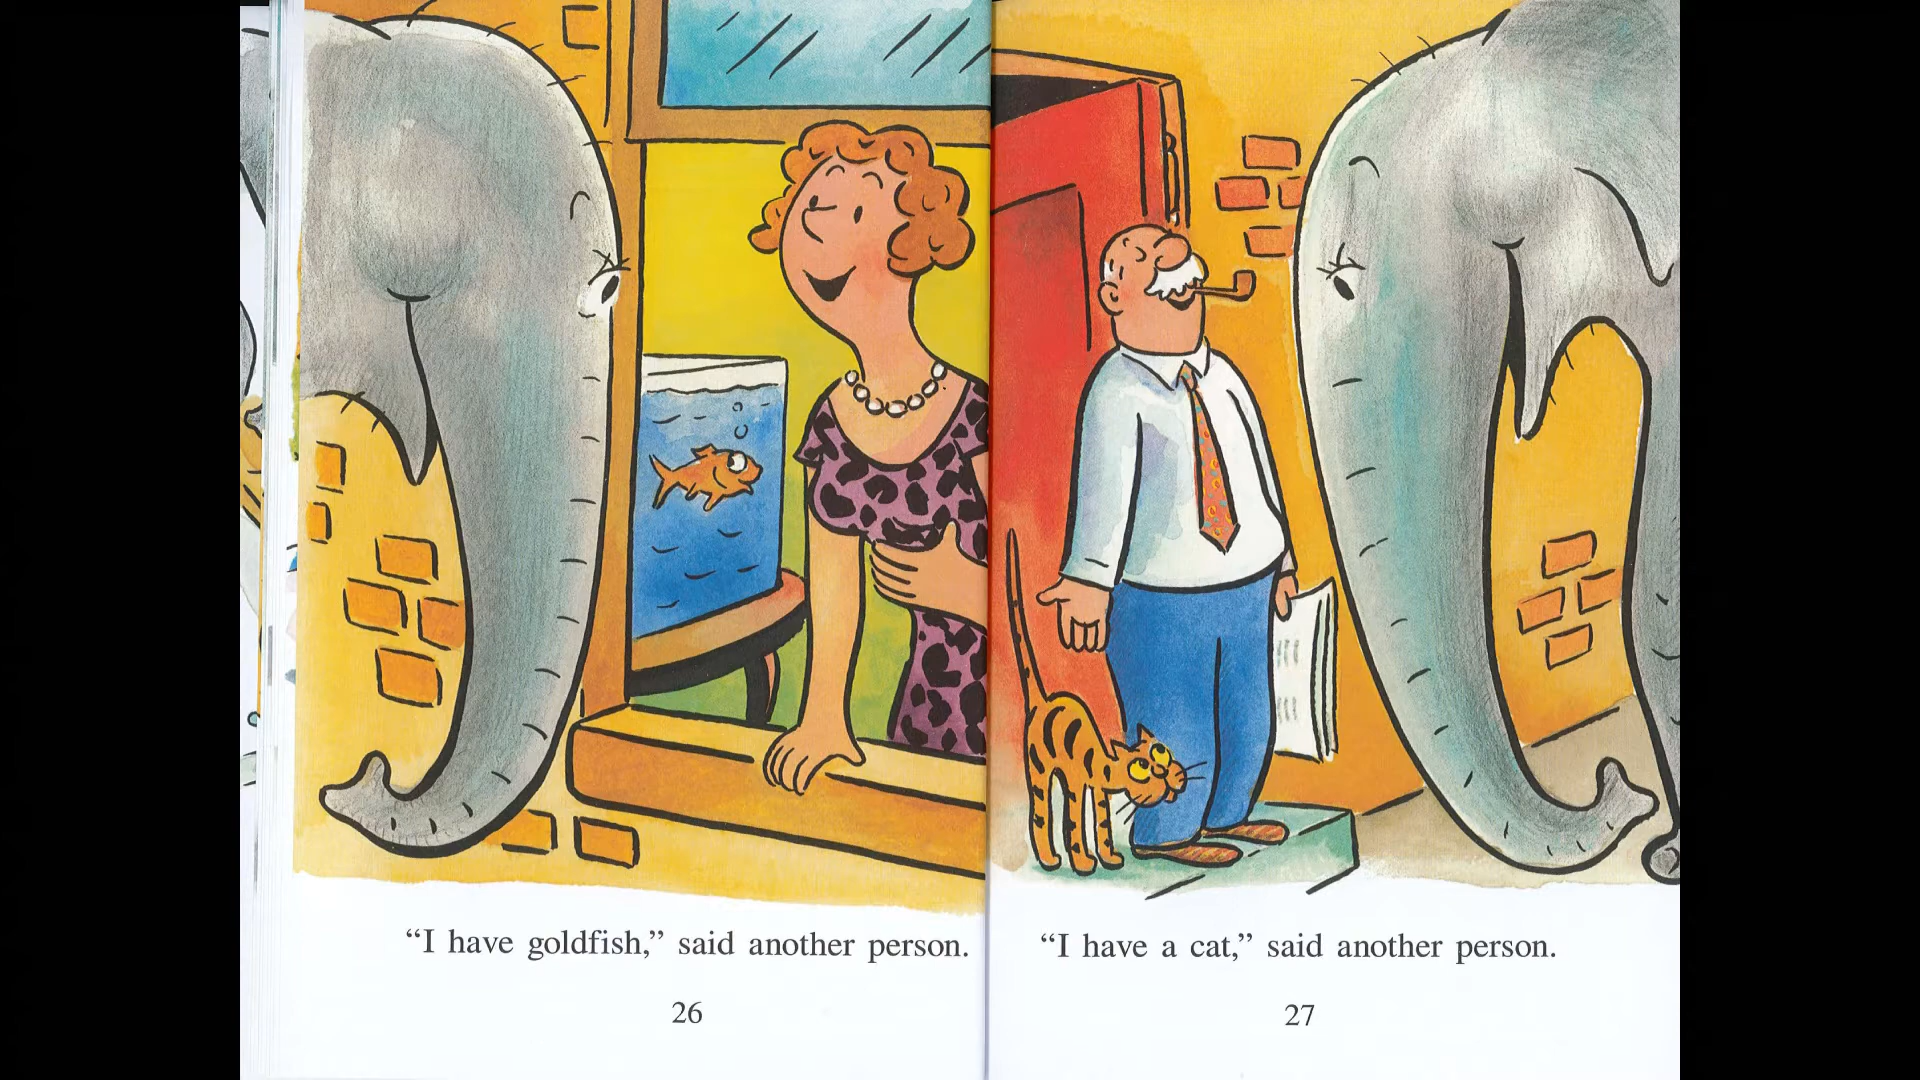 “I have goldfish,” said another person.
26
“I have a cat,” said another person.
27